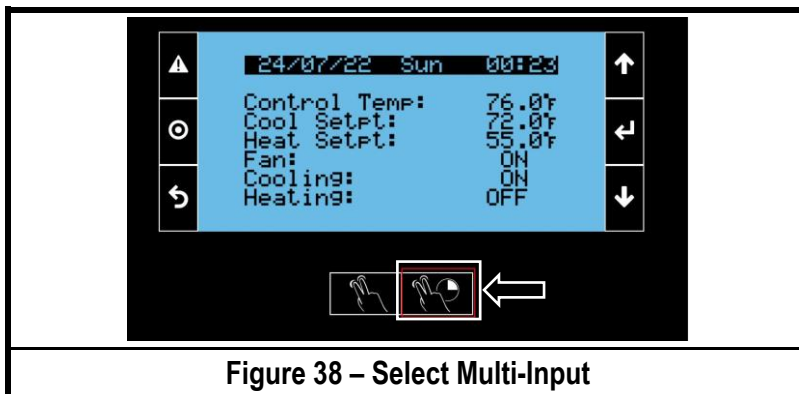 24/07/22 Sun 00:23
Control Temp: 76.0°F
Cool Setpt: 72.0°F
Heat Setpt: 55.0°F
Fan: ON
Cooling: ON
Heating: OFF
Figure 38 – Select Multi-Input